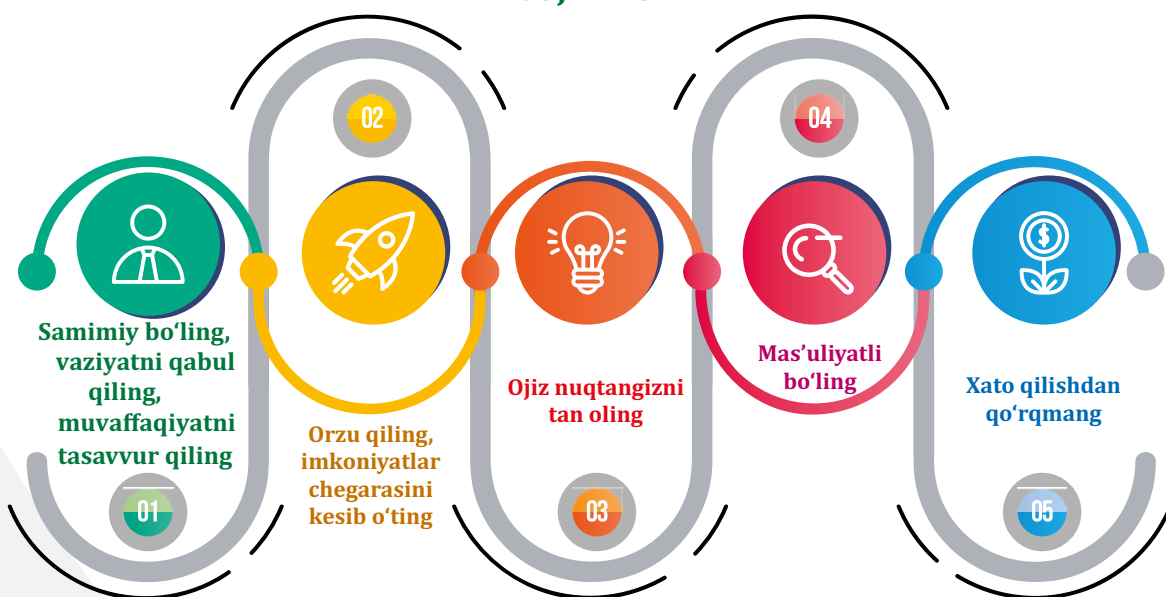 02
04
Samimiy bo‘ling,
vaziyatni qabul
qiling,
muvaffaqiyatni
tasavvur qiling
Orzu qiling,
imkoniyatlar
chegarasini
kesib o‘ting
Ojiz nuqtangizni
tan oling
Mas’uliyatli
bo‘ling
Xato qilishdan
qo‘rqmang
01
03
05
$